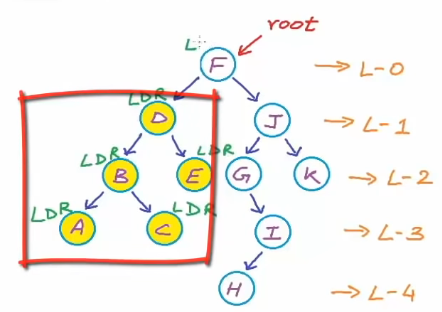 root
L
F → L-0
LDR
D J → L-1
LDR LDR
B E G K → L-2
LDR LDR
A C I → L-3
H → L-4